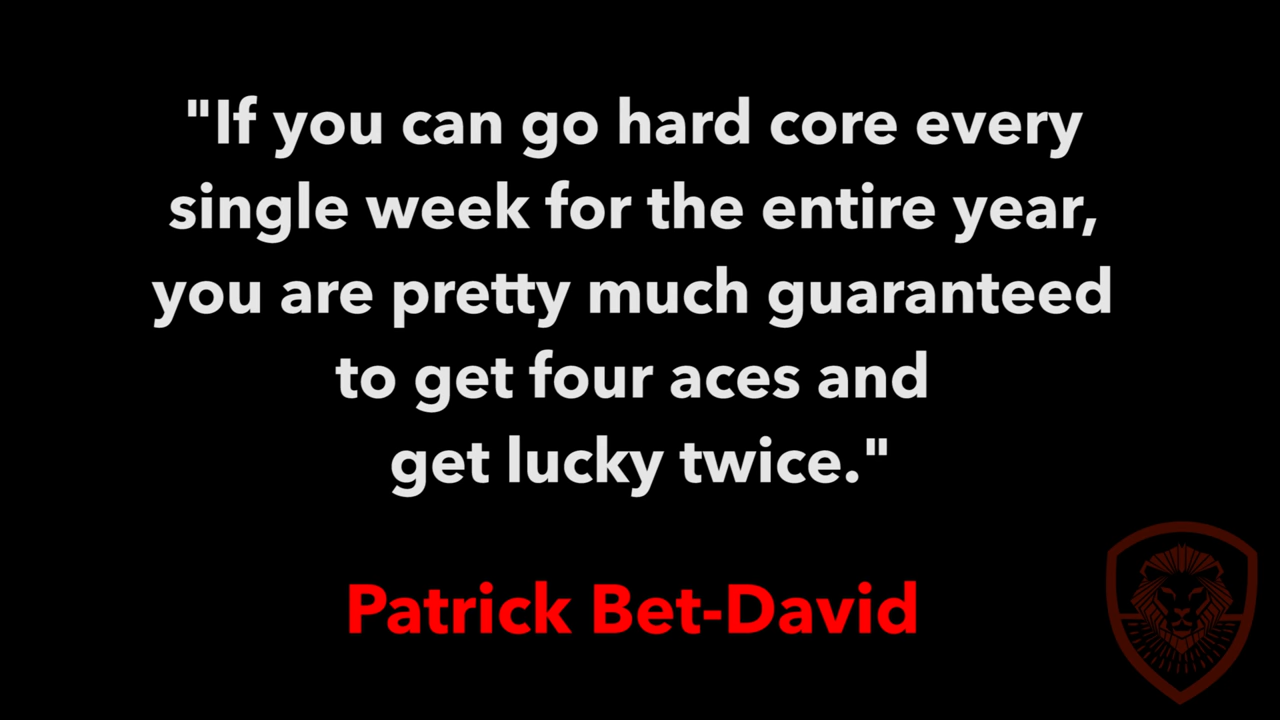 "If you can go hard core every
single week for the entire year,
you are pretty much guaranteed
to get four aces and
get lucky twice."
Patrick Bet-David